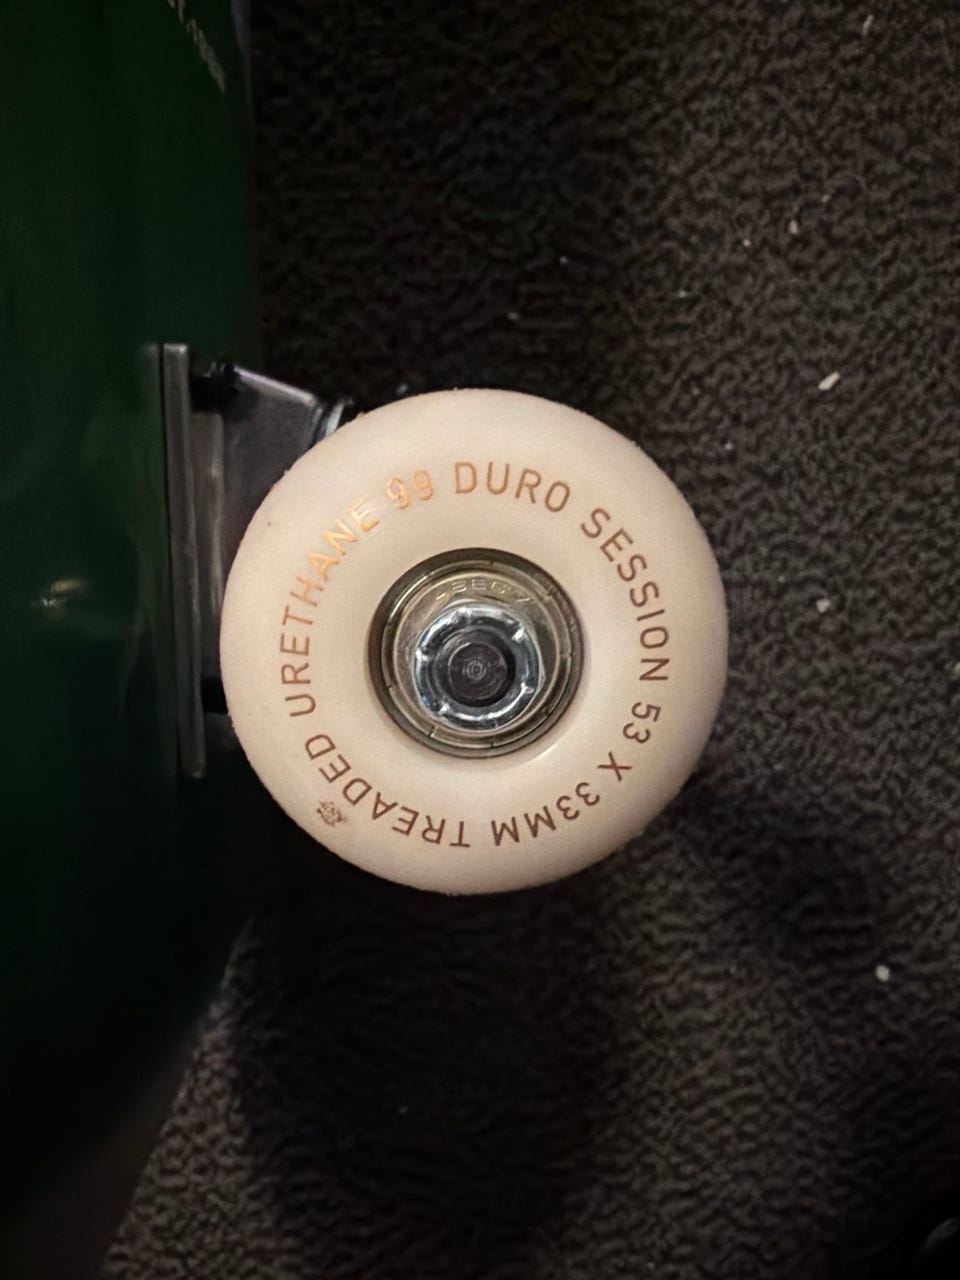 TREADED URETHANE 99 DURO SESSION 53 X 33MM